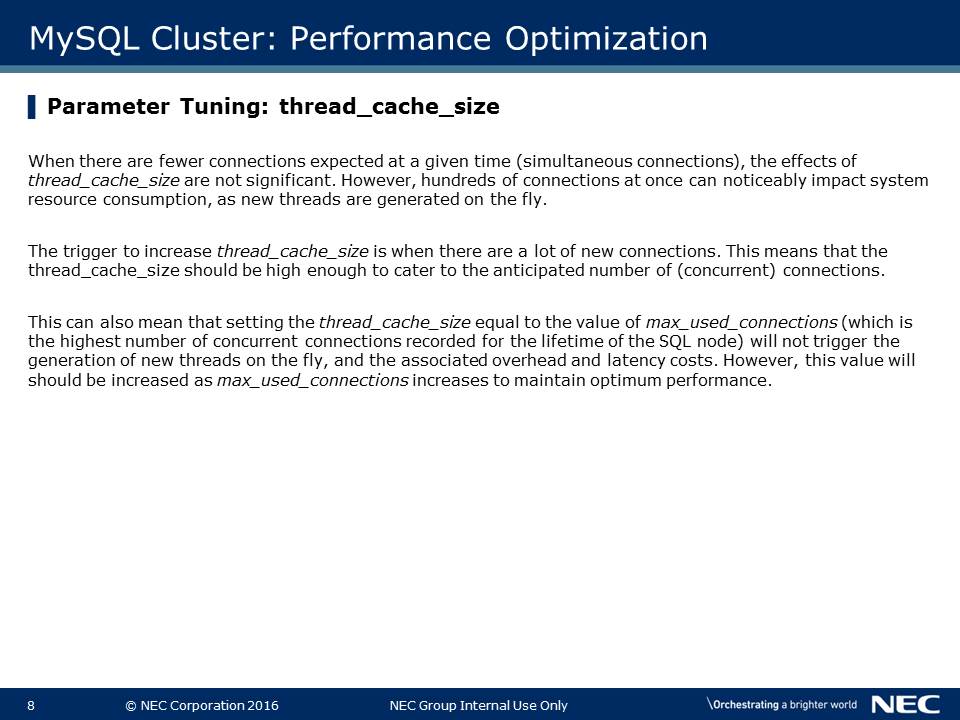 MySQL Cluster: Performance Optimization
Parameter Tuning: thread_cache_size
When there are fewer connections expected at a given time (simultaneous connections), the effects of
thread_cache_size are not significant. However, hundreds of connections at once can noticeably impact system
resource consumption, as new threads are generated on the fly.
The trigger to increase thread_cache_size is when there are a lot of new connections. This means that the
thread_cache_size should be high enough to cater to the anticipated number of (concurrent) connections.
This can also mean that setting the thread_cache_size equal to the value of max_used_connections (which is
the highest number of concurrent connections recorded for the lifetime of the SQL node) will not trigger the
generation of new threads on the fly, and the associated overhead and latency costs. However, this value will
should be increased as max_used_connections increases to maintain optimum performance.
8 © NEC Corporation 2016 NEC Group Internal Use Only \Orchestrating a brighter world NEC